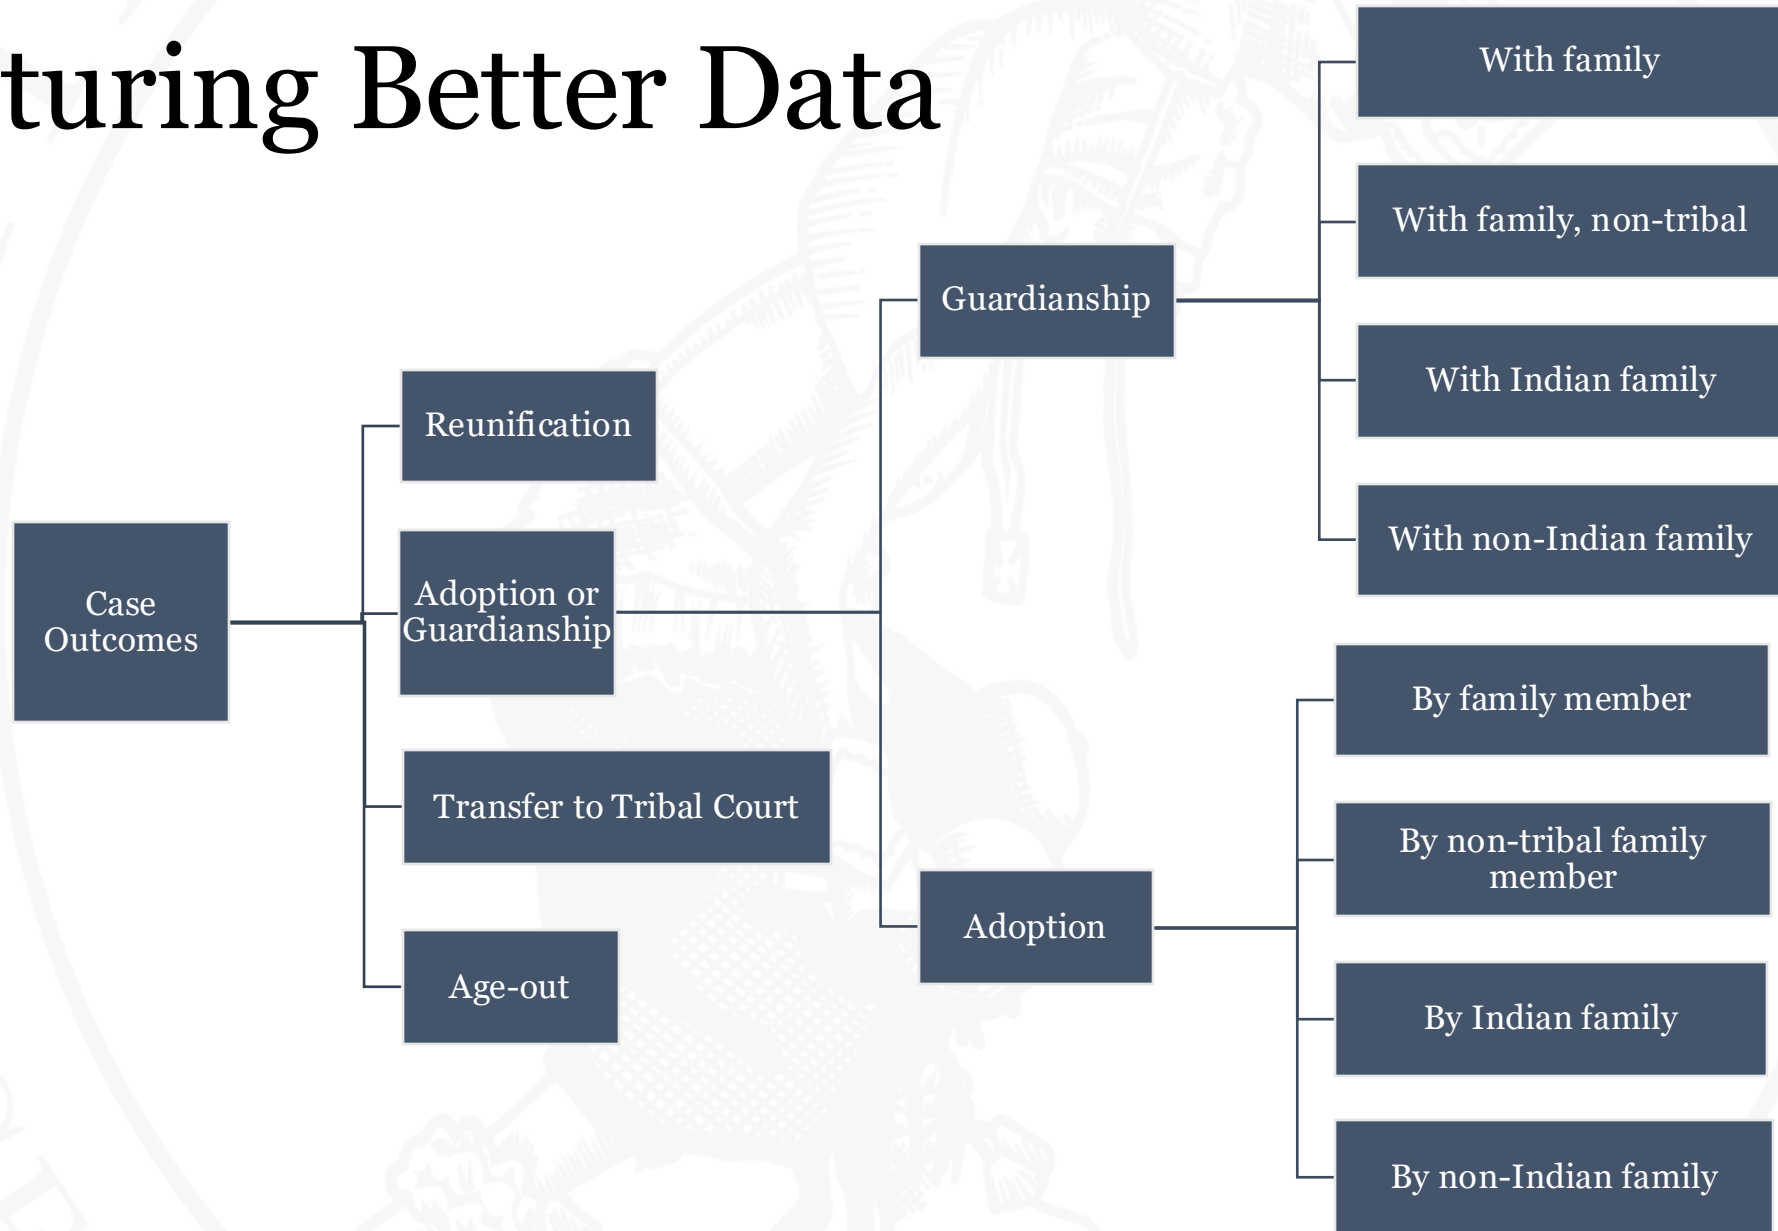 turing Better Data
Case
Outcomes
Reunification
Adoption or
Guardianship
Transfer to Tribal Court
Age-out
Guardianship
With family
With family, non-tribal
With Indian family
With non-Indian family
Adoption
By family member
By non-tribal family
member
By Indian family
By non-Indian family